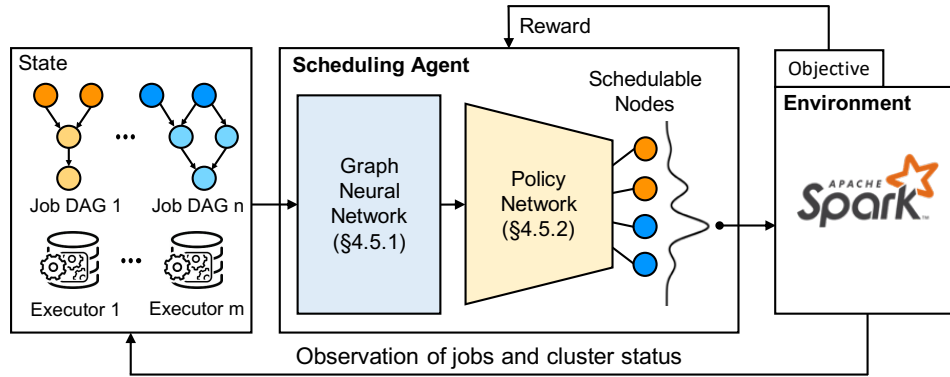 Reward
State
Job DAG 1
Job DAG n
Executor 1
Executor m
Scheduling Agent
Graph
Neural
Network
(§4.5.1)
Policy
Network
(§4.5.2)
Schedulable
Nodes
Objective
Environment
APACHE
Spark™
Observation of jobs and cluster status